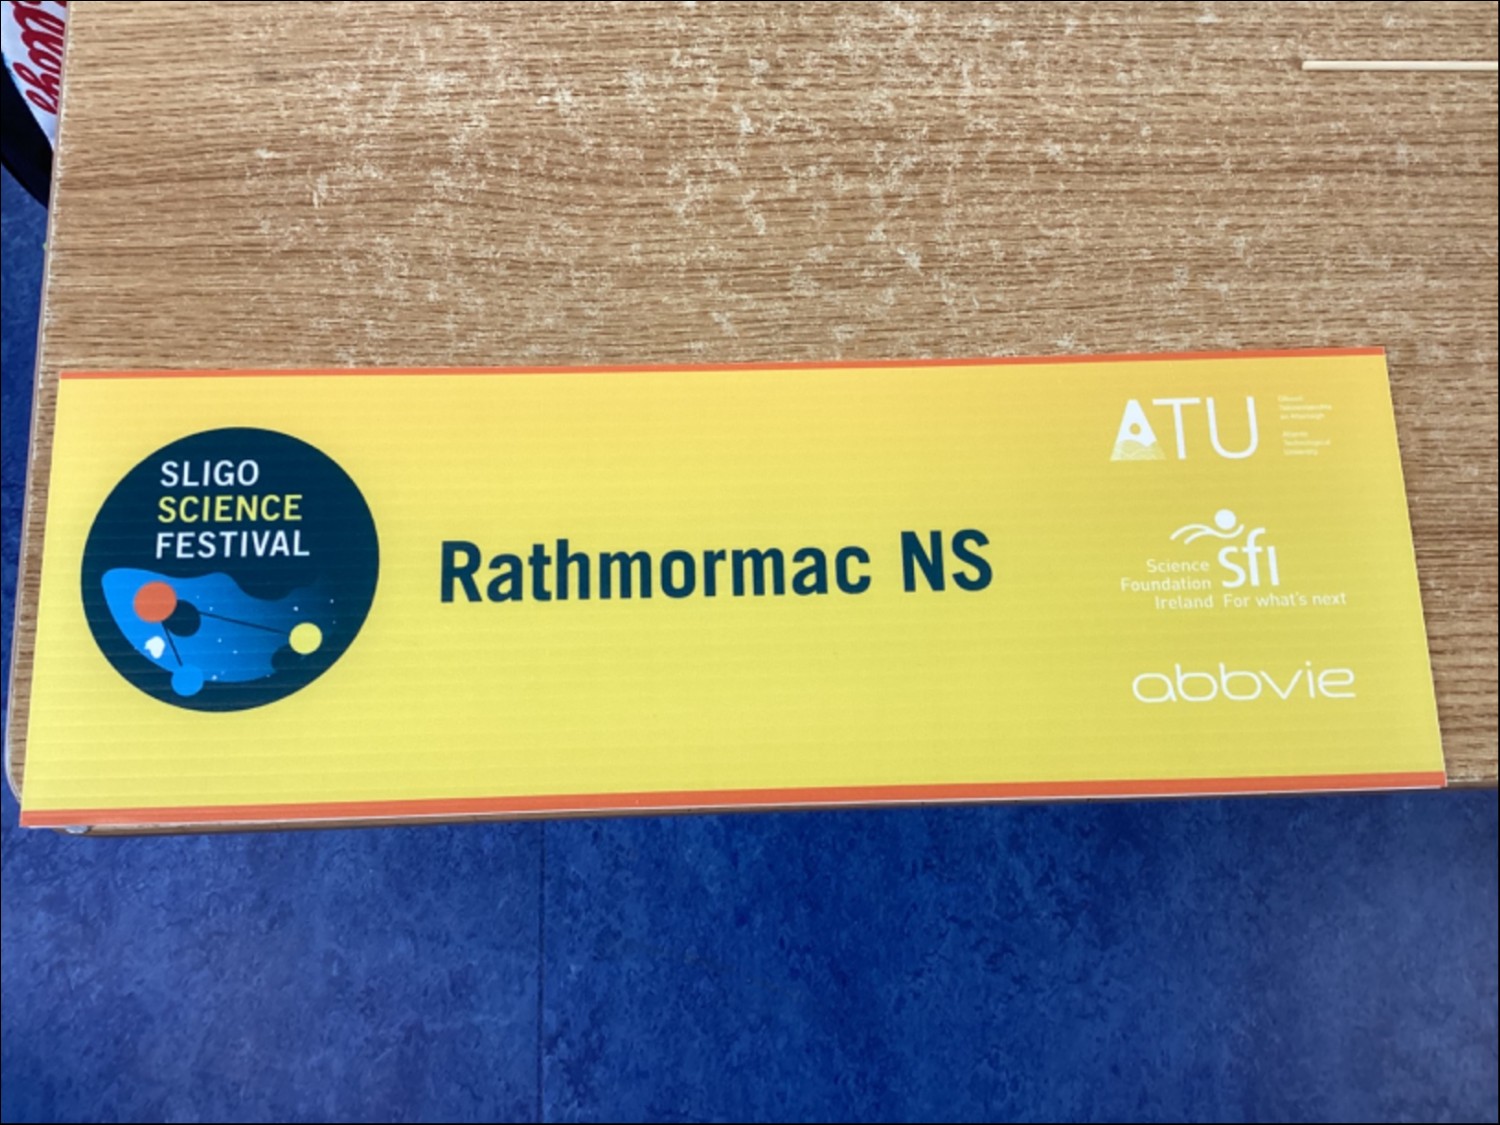 SLIGO
SCIENCE
FESTIVAL
Rathmormac NS
ATU
Science
Foundation
Ireland
sfi
For what's next
abbvie